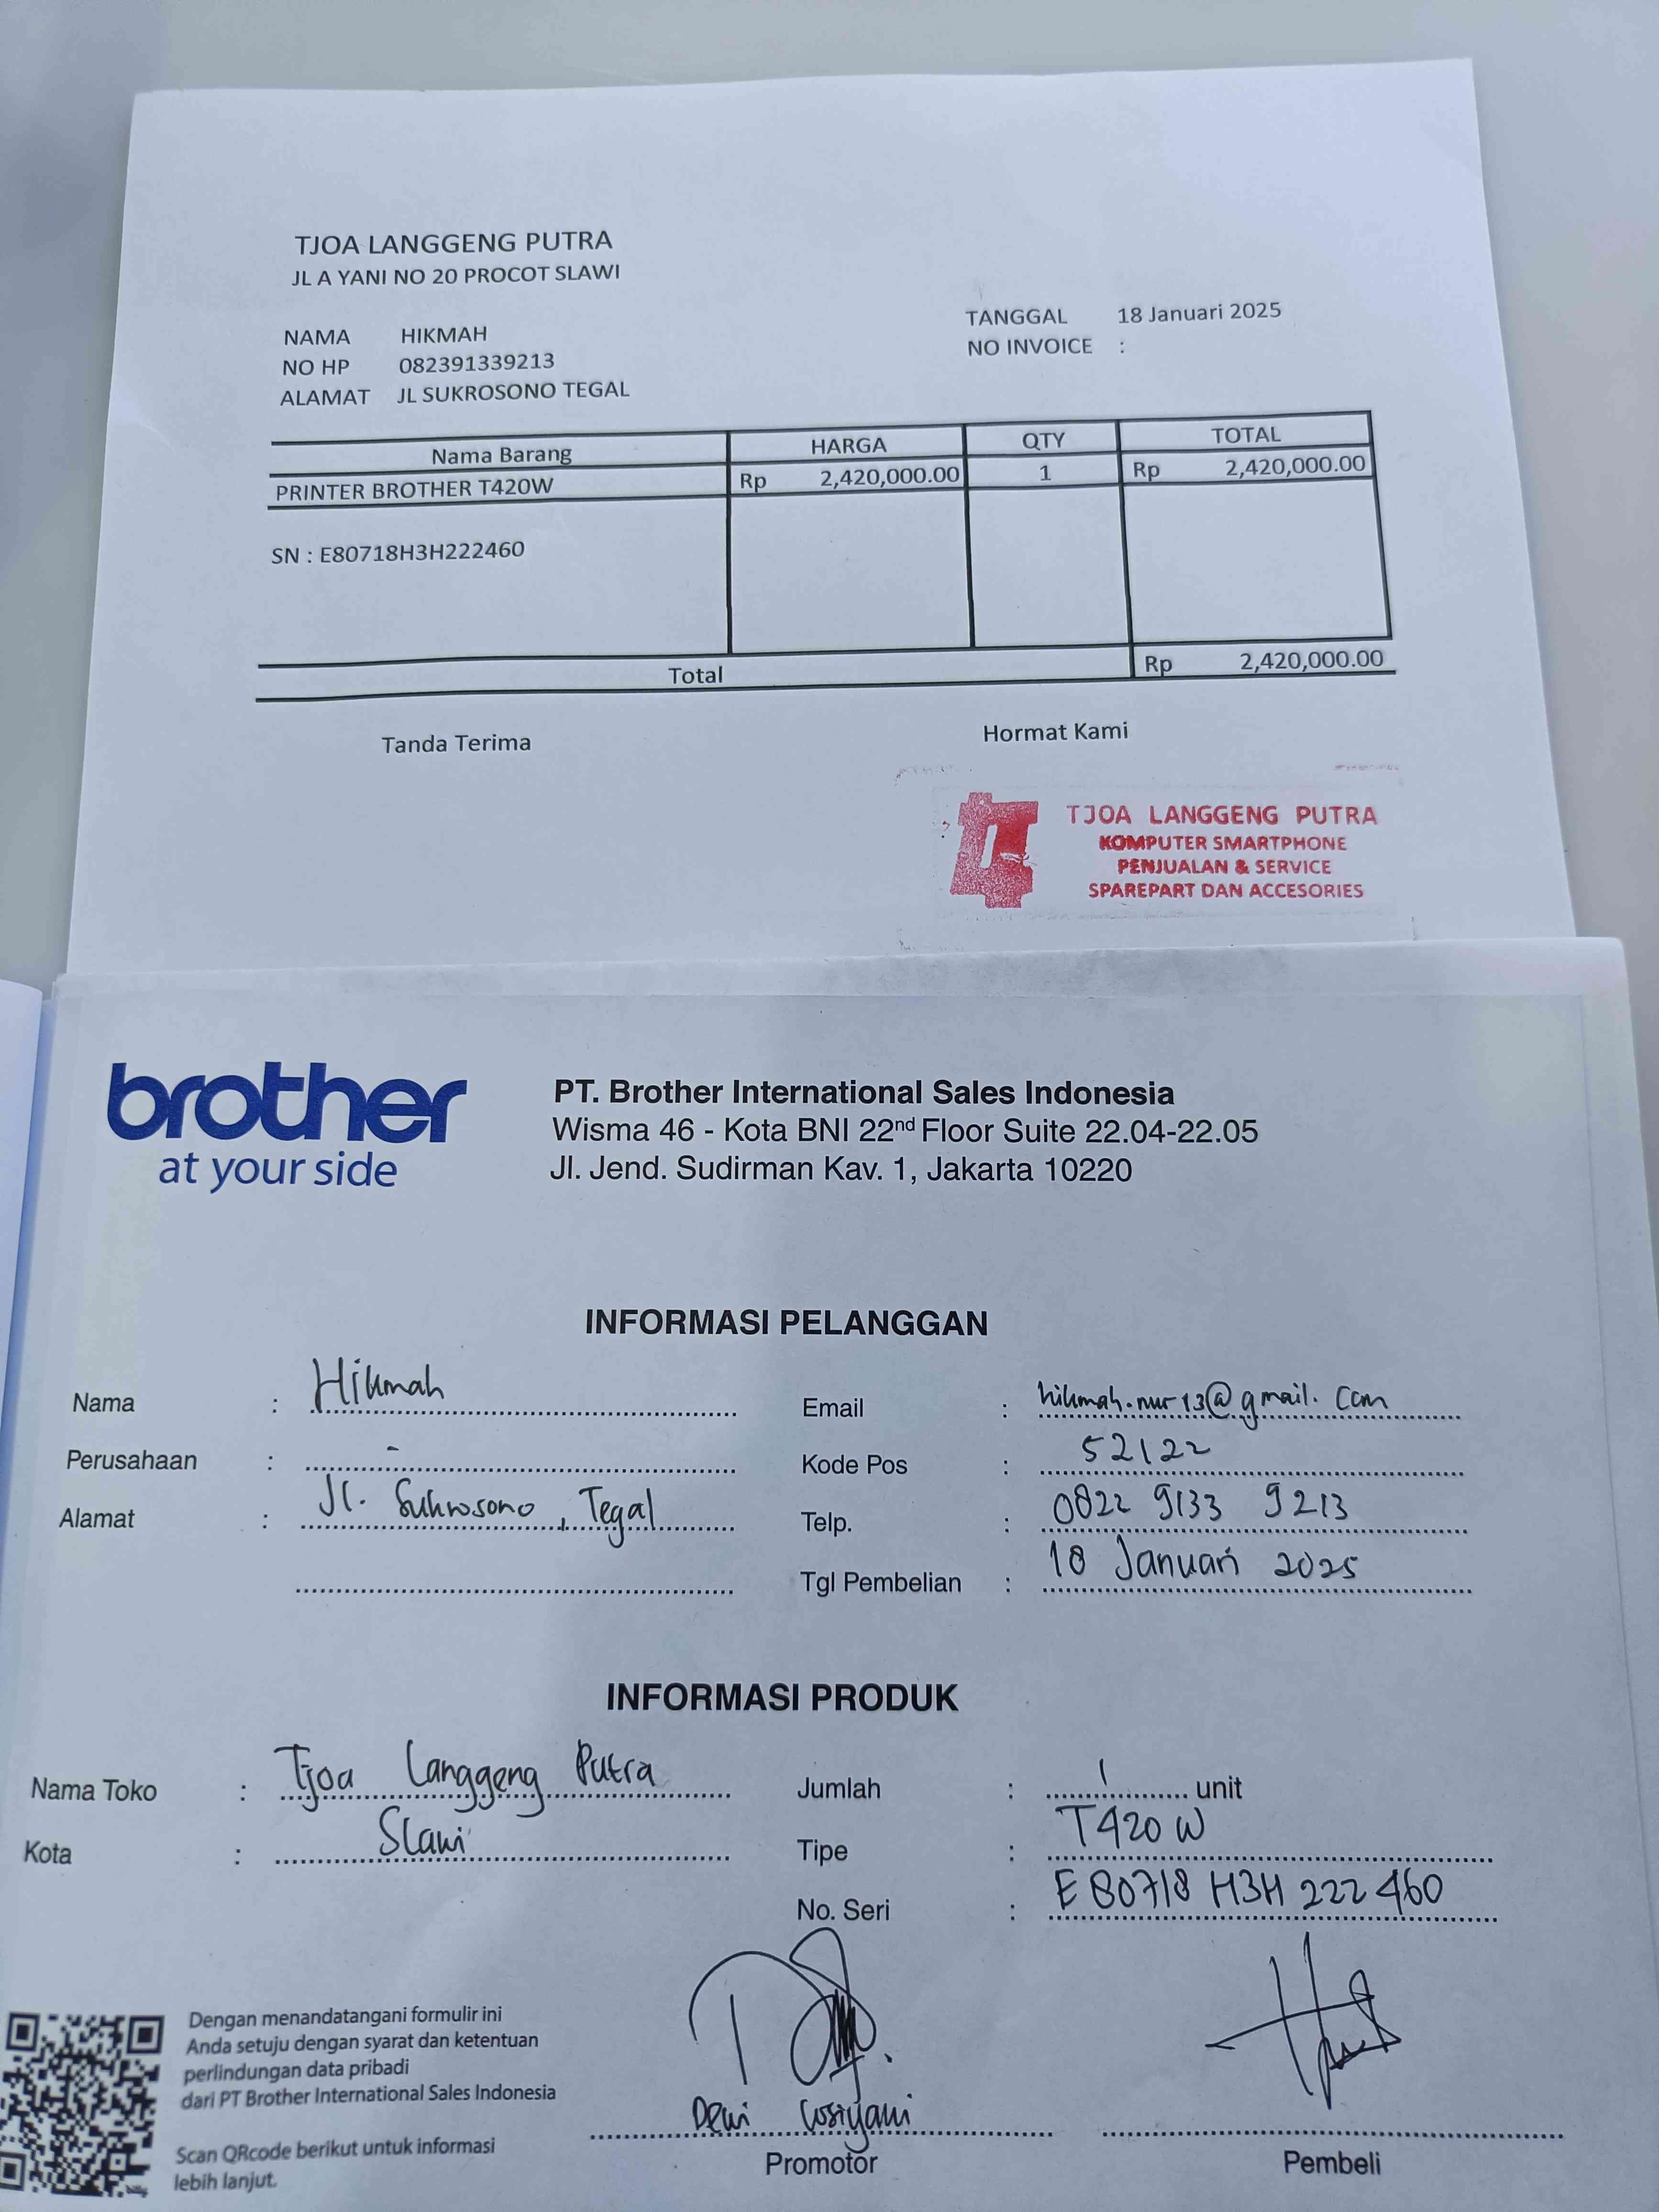 TJOA LANGGENG PUTRA
JL A YANI NO 20 PROCOT SLAWI
NAMA HIKMAH
NO HP 082391339213
ALAMAT JL SUKROSONO TEGAL
TANGGAL 18 Januari 2025
NO INVOICE :
Nama Barang HARGA QTY TOTAL
PRINTER BROTHER T420W Rp 2,420,000.00 1 Rp 2,420,000.00
SN : E80718H3H222460
Total Rp 2,420,000.00
Tanda Terima Hormat Kami
TJOA LANGGENG PUTRA
KOMPUTER SMARTPHONE
PENJUALAN & SERVICE
SPAREPART DAN ACCESORIES
brother
at your side
PT. Brother International Sales Indonesia
Wisma 46 - Kota BNI 22nd Floor Suite 22.04-22.05
Jl. Jend. Sudirman Kav. 1, Jakarta 10220
INFORMASI PELANGGAN
Nama : Hikmah
Perusahaan : -
Alamat : Jl. Sukrosono, Tegal
Email : hikmah.nur13@gmail.com
Kode Pos : 52122
Telp. : 0822 9133 9213
Tgl Pembelian : 18 Januari 2025
INFORMASI PRODUK
Nama Toko : Tjoa Langgeng Putra
Kota : Slawi
Jumlah : 1 unit
Tipe : T420W
No. Seri : E80718H3H222460
Dengan menandatangani formulir ini
Anda setuju dengan syarat dan ketentuan
perlindungan data pribadi
dari PT Brother International Sales Indonesia
Scan QRcode berikut untuk informasi
lebih lanjut.
Dewi
Promotor
Pembeli